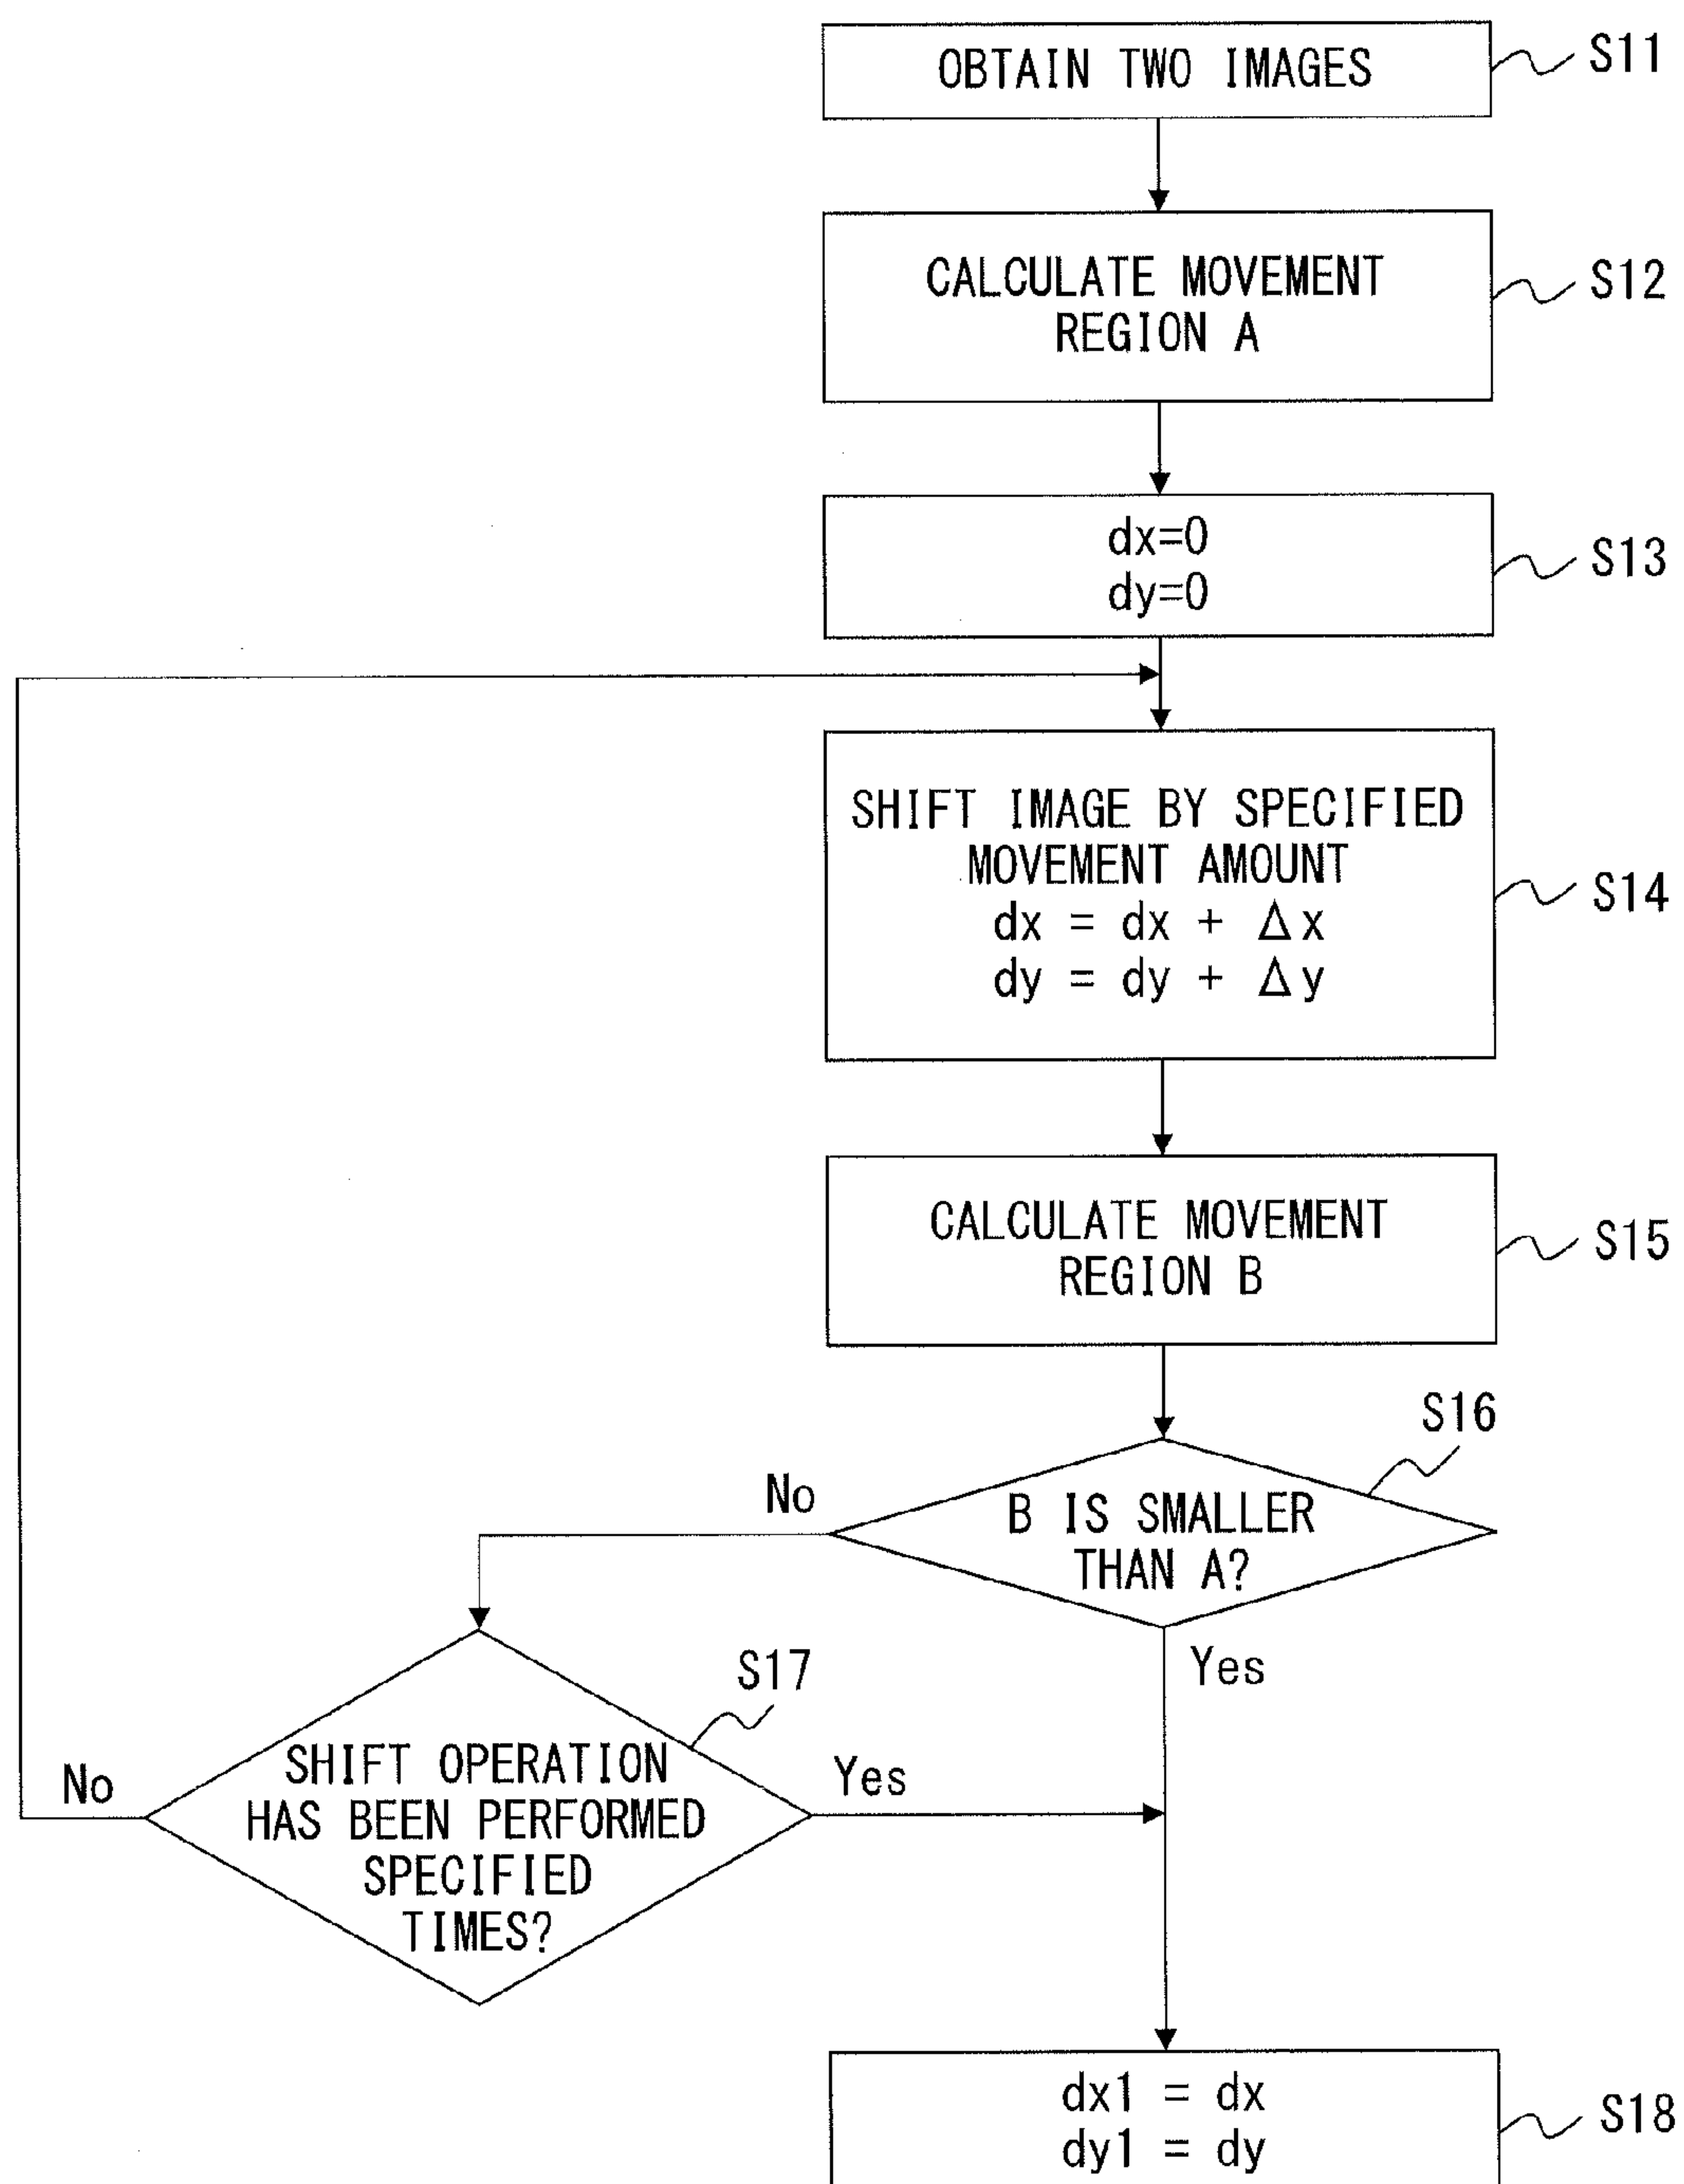 OBTAIN TWO IMAGES
S11
CALCULATE MOVEMENT
REGION A
S12
dx=0
dy=0
S13
SHIFT IMAGE BY SPECIFIED
MOVEMENT AMOUNT
dx = dx + Δx
dy = dy + Δy
S14
CALCULATE MOVEMENT
REGION B
S15
S16
B IS SMALLER
THAN A?
No
Yes
S17
SHIFT OPERATION
HAS BEEN PERFORMED
SPECIFIED
TIMES?
No
Yes
dx1 = dx
dy1 = dy
S18